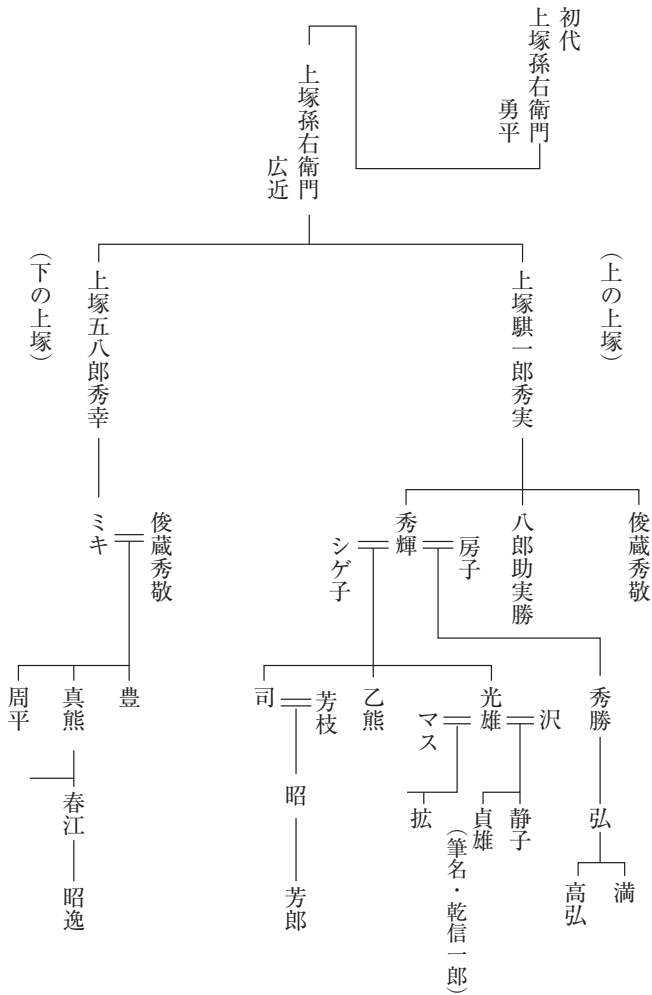 初代
上塚孫右衛門
勇平
上塚孫右衛門
広近
(上の上塚)
上塚騏一郎秀実
上塚五八郎秀幸
(下の上塚)
俊蔵秀敬
八郎助実勝
房子
秀輝
シゲ子
俊蔵秀敬
ミキ
秀勝
沢
光雄
マス
乙熊
芳枝
司
豊
真熊
周平
弘
静子
貞雄
(筆名・乾信一郎)
拡
昭
春江
満
高弘
芳郎
昭逸